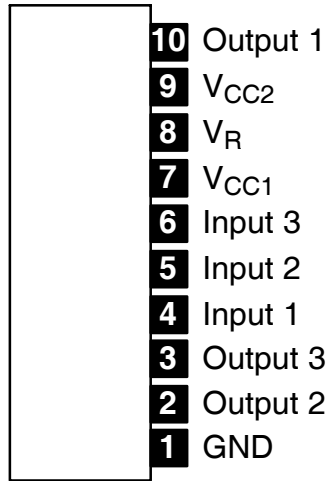 10 Output 1
9 VCC2
8 VR
7 VCC1
6 Input 3
5 Input 2
4 Input 1
3 Output 3
2 Output 2
1 GND